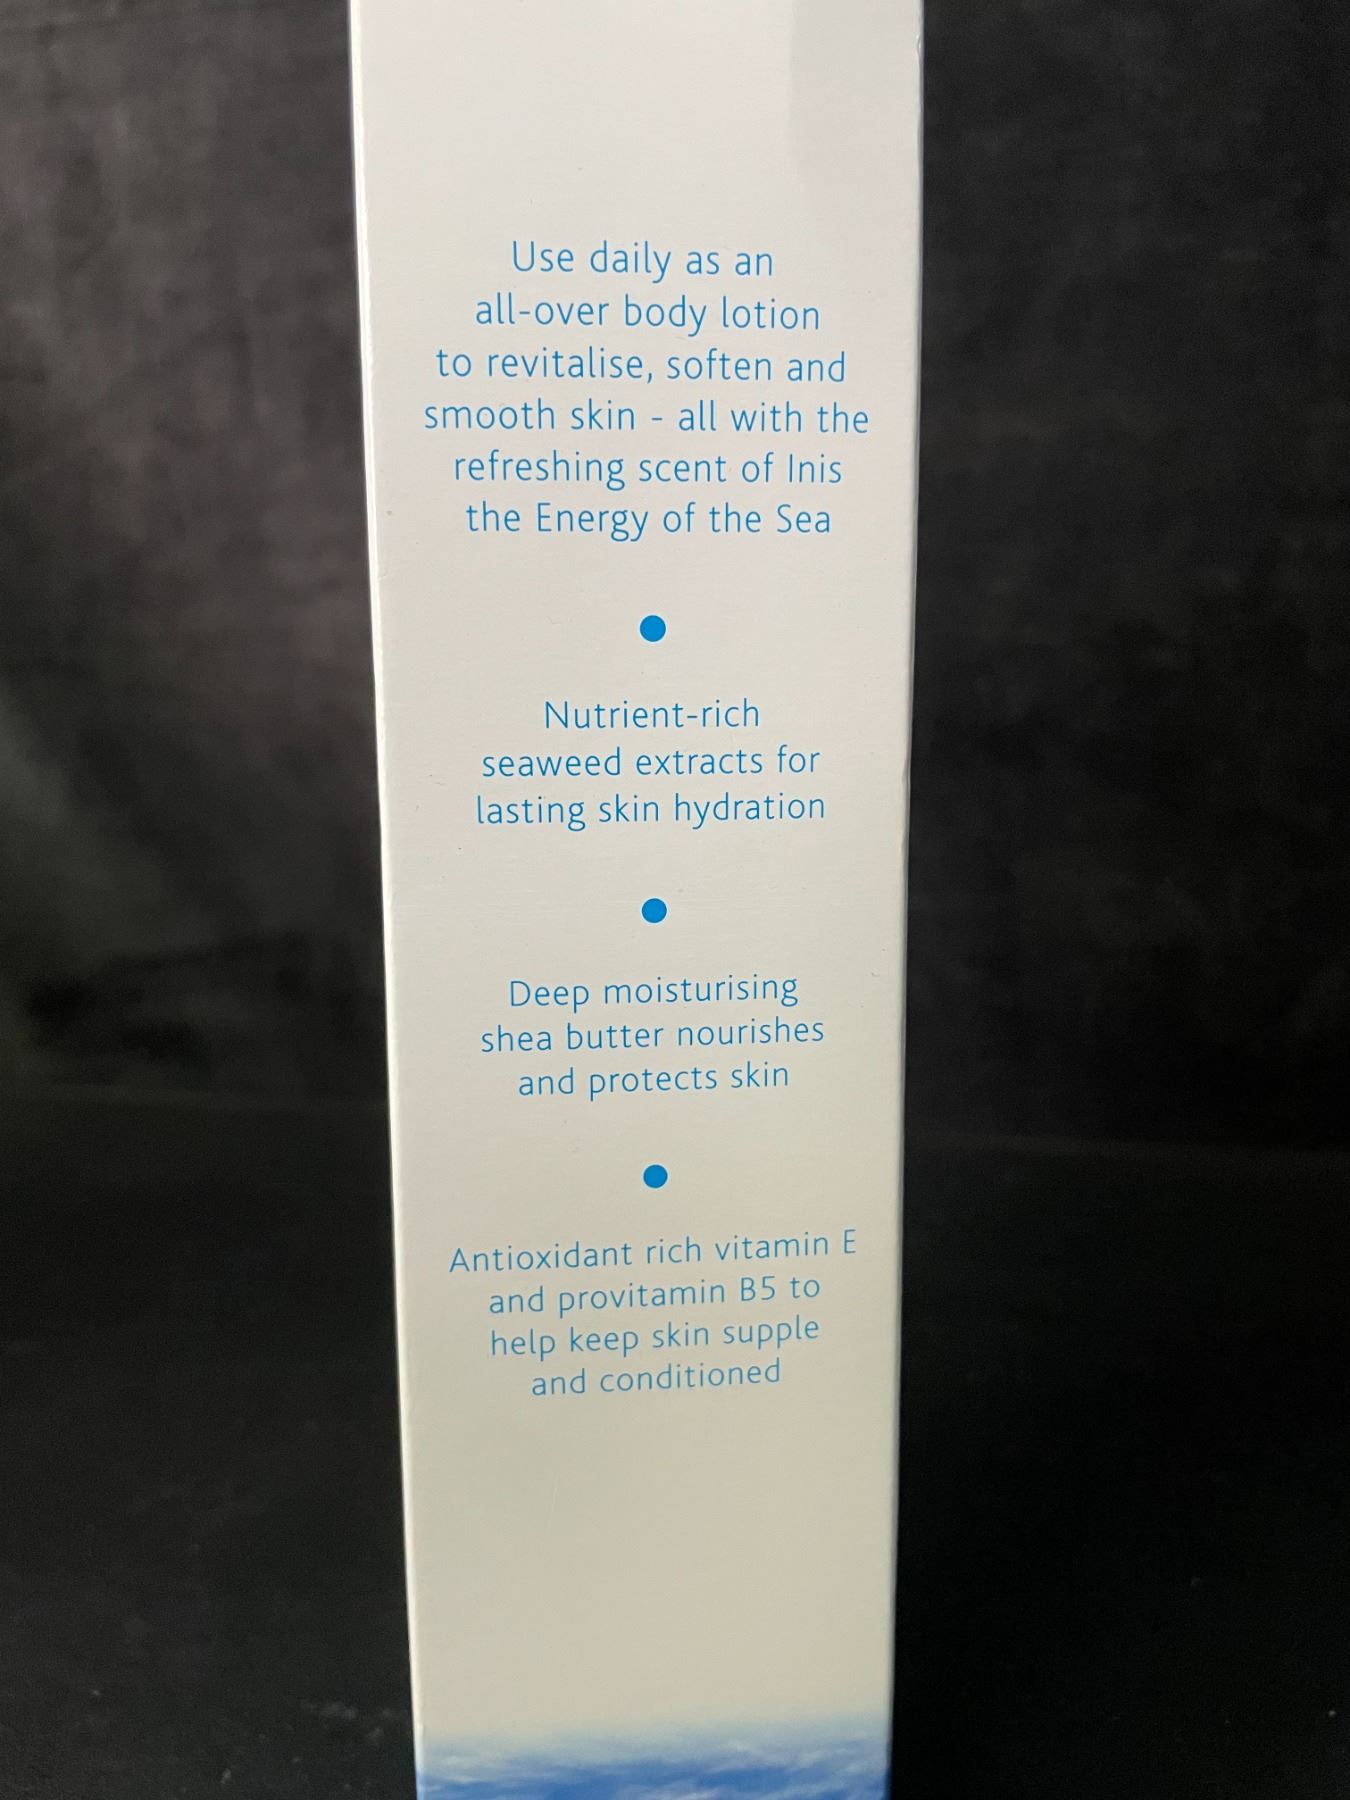 Use daily as an
all-over body lotion
to revitalise, soften and
smooth skin - all with the
refreshing scent of Inis
the Energy of the Sea
Nutrient-rich
seaweed extracts for
lasting skin hydration
Deep moisturising
shea butter nourishes
and protects skin
Antioxidant rich vitamin E
and provitamin B5 to
help keep skin supple
and conditioned